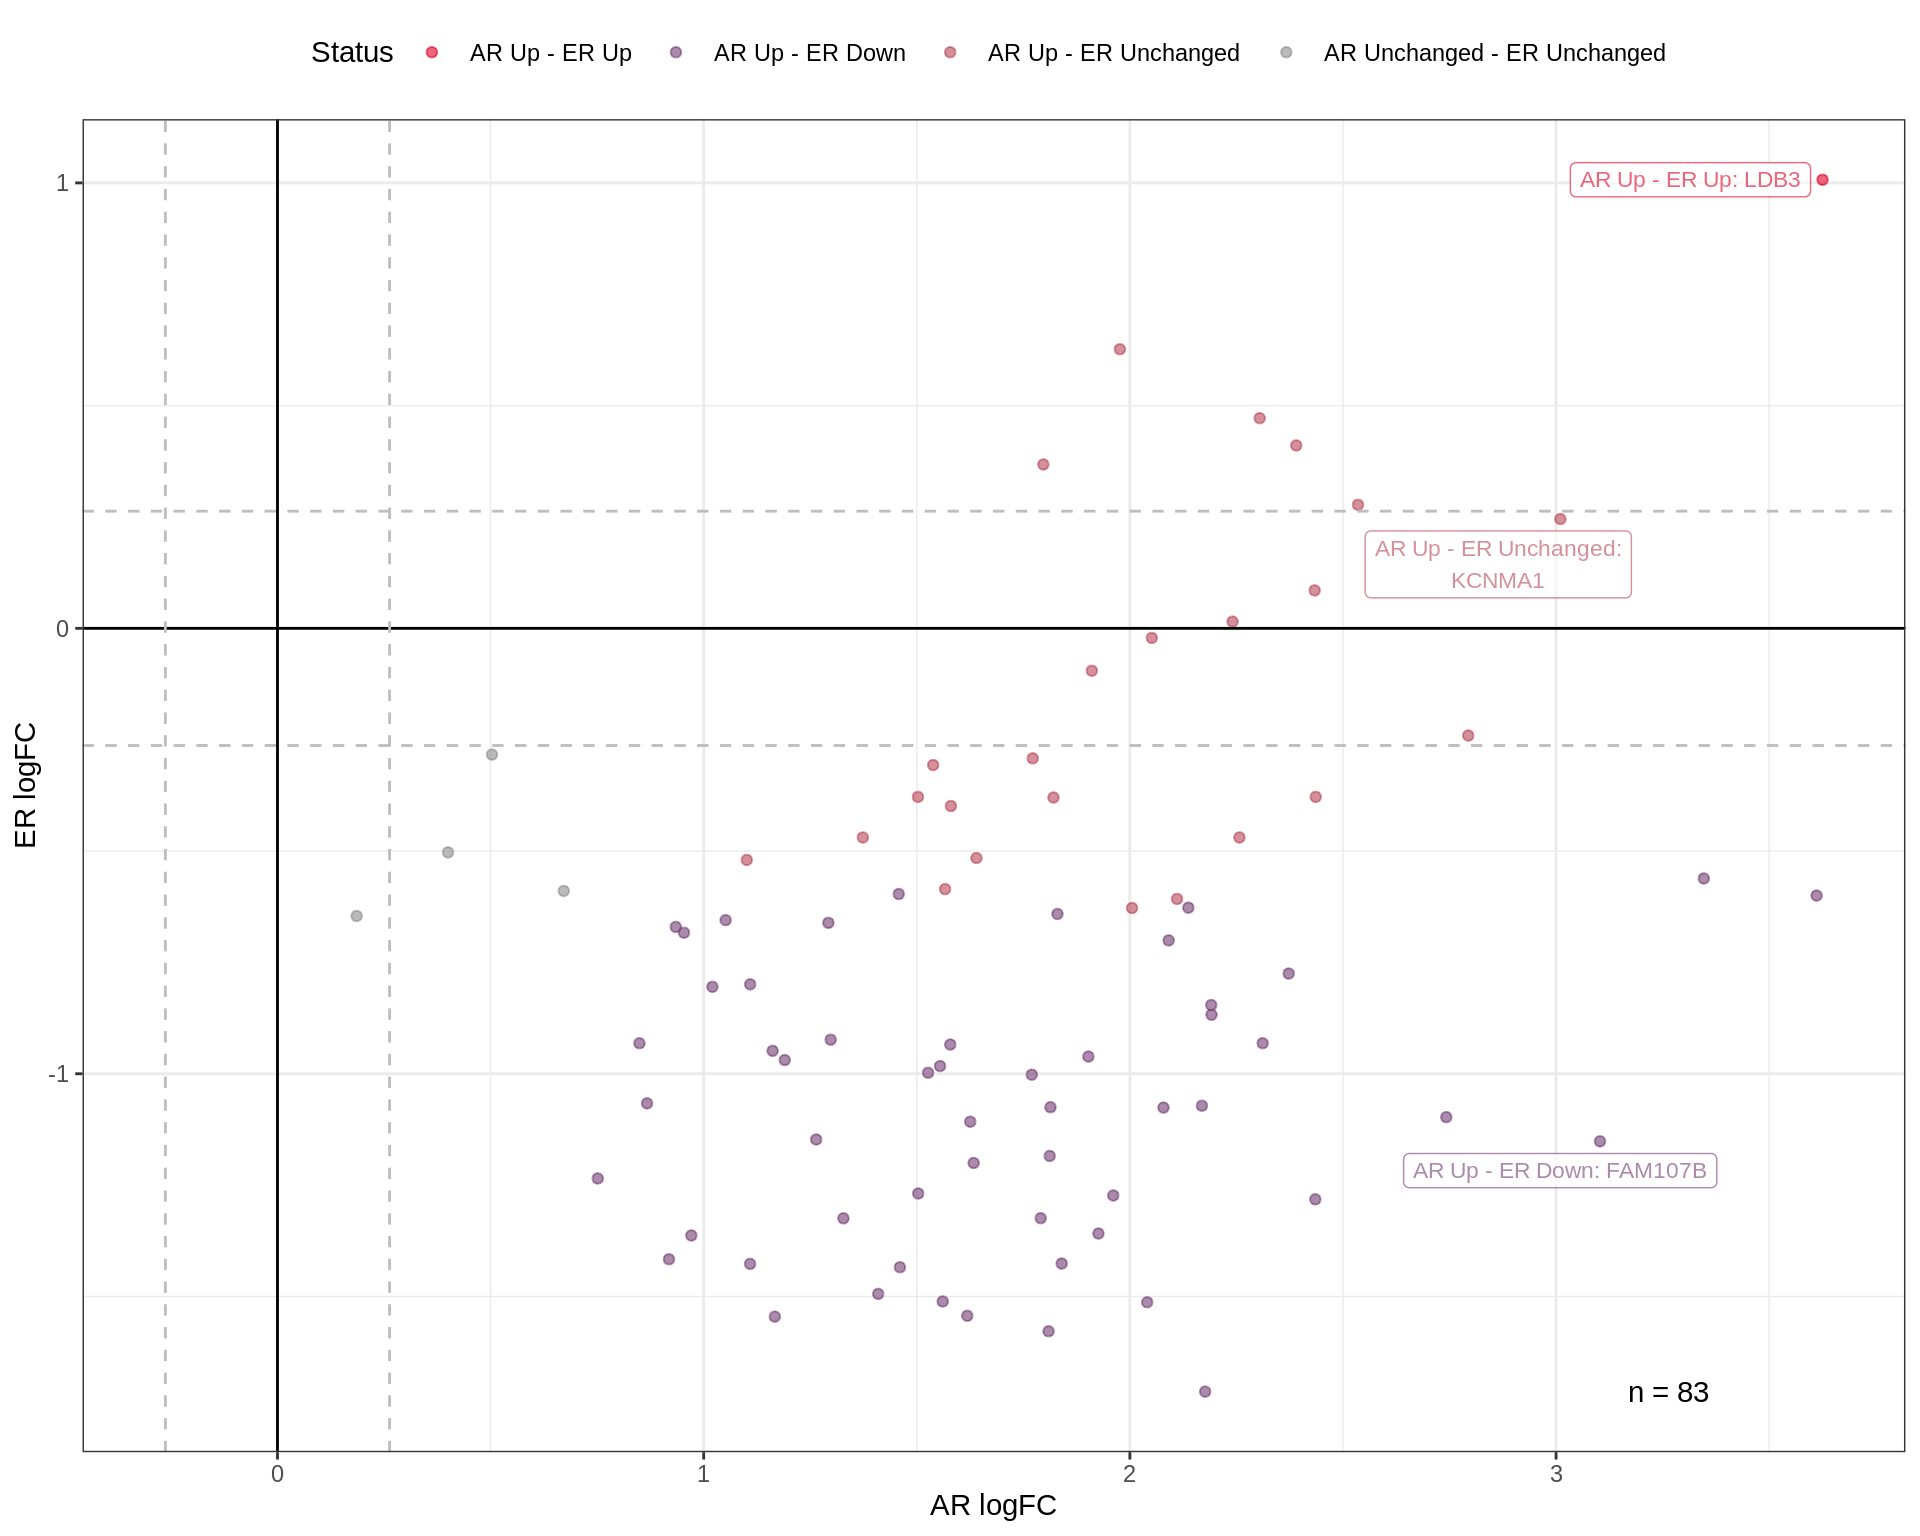 Status AR Up - ER Up AR Up - ER Down AR Up - ER Unchanged AR Unchanged - ER Unchanged
1
AR Up - ER Up: LDB3
AR Up - ER Unchanged:
KCNMA1
0
ER logFC
-1
AR Up - ER Down: FAM107B
n = 83
0 1 2 3
AR logFC